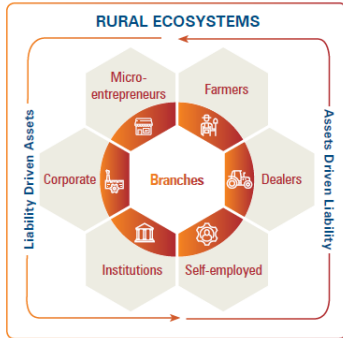 RURAL ECOSYSTEMS
Micro-
entrepreneurs
Farmers
Liability Driven Assets
Corporate
Branches
Dealers
Assets Driven Liability
Institutions
Self-employed